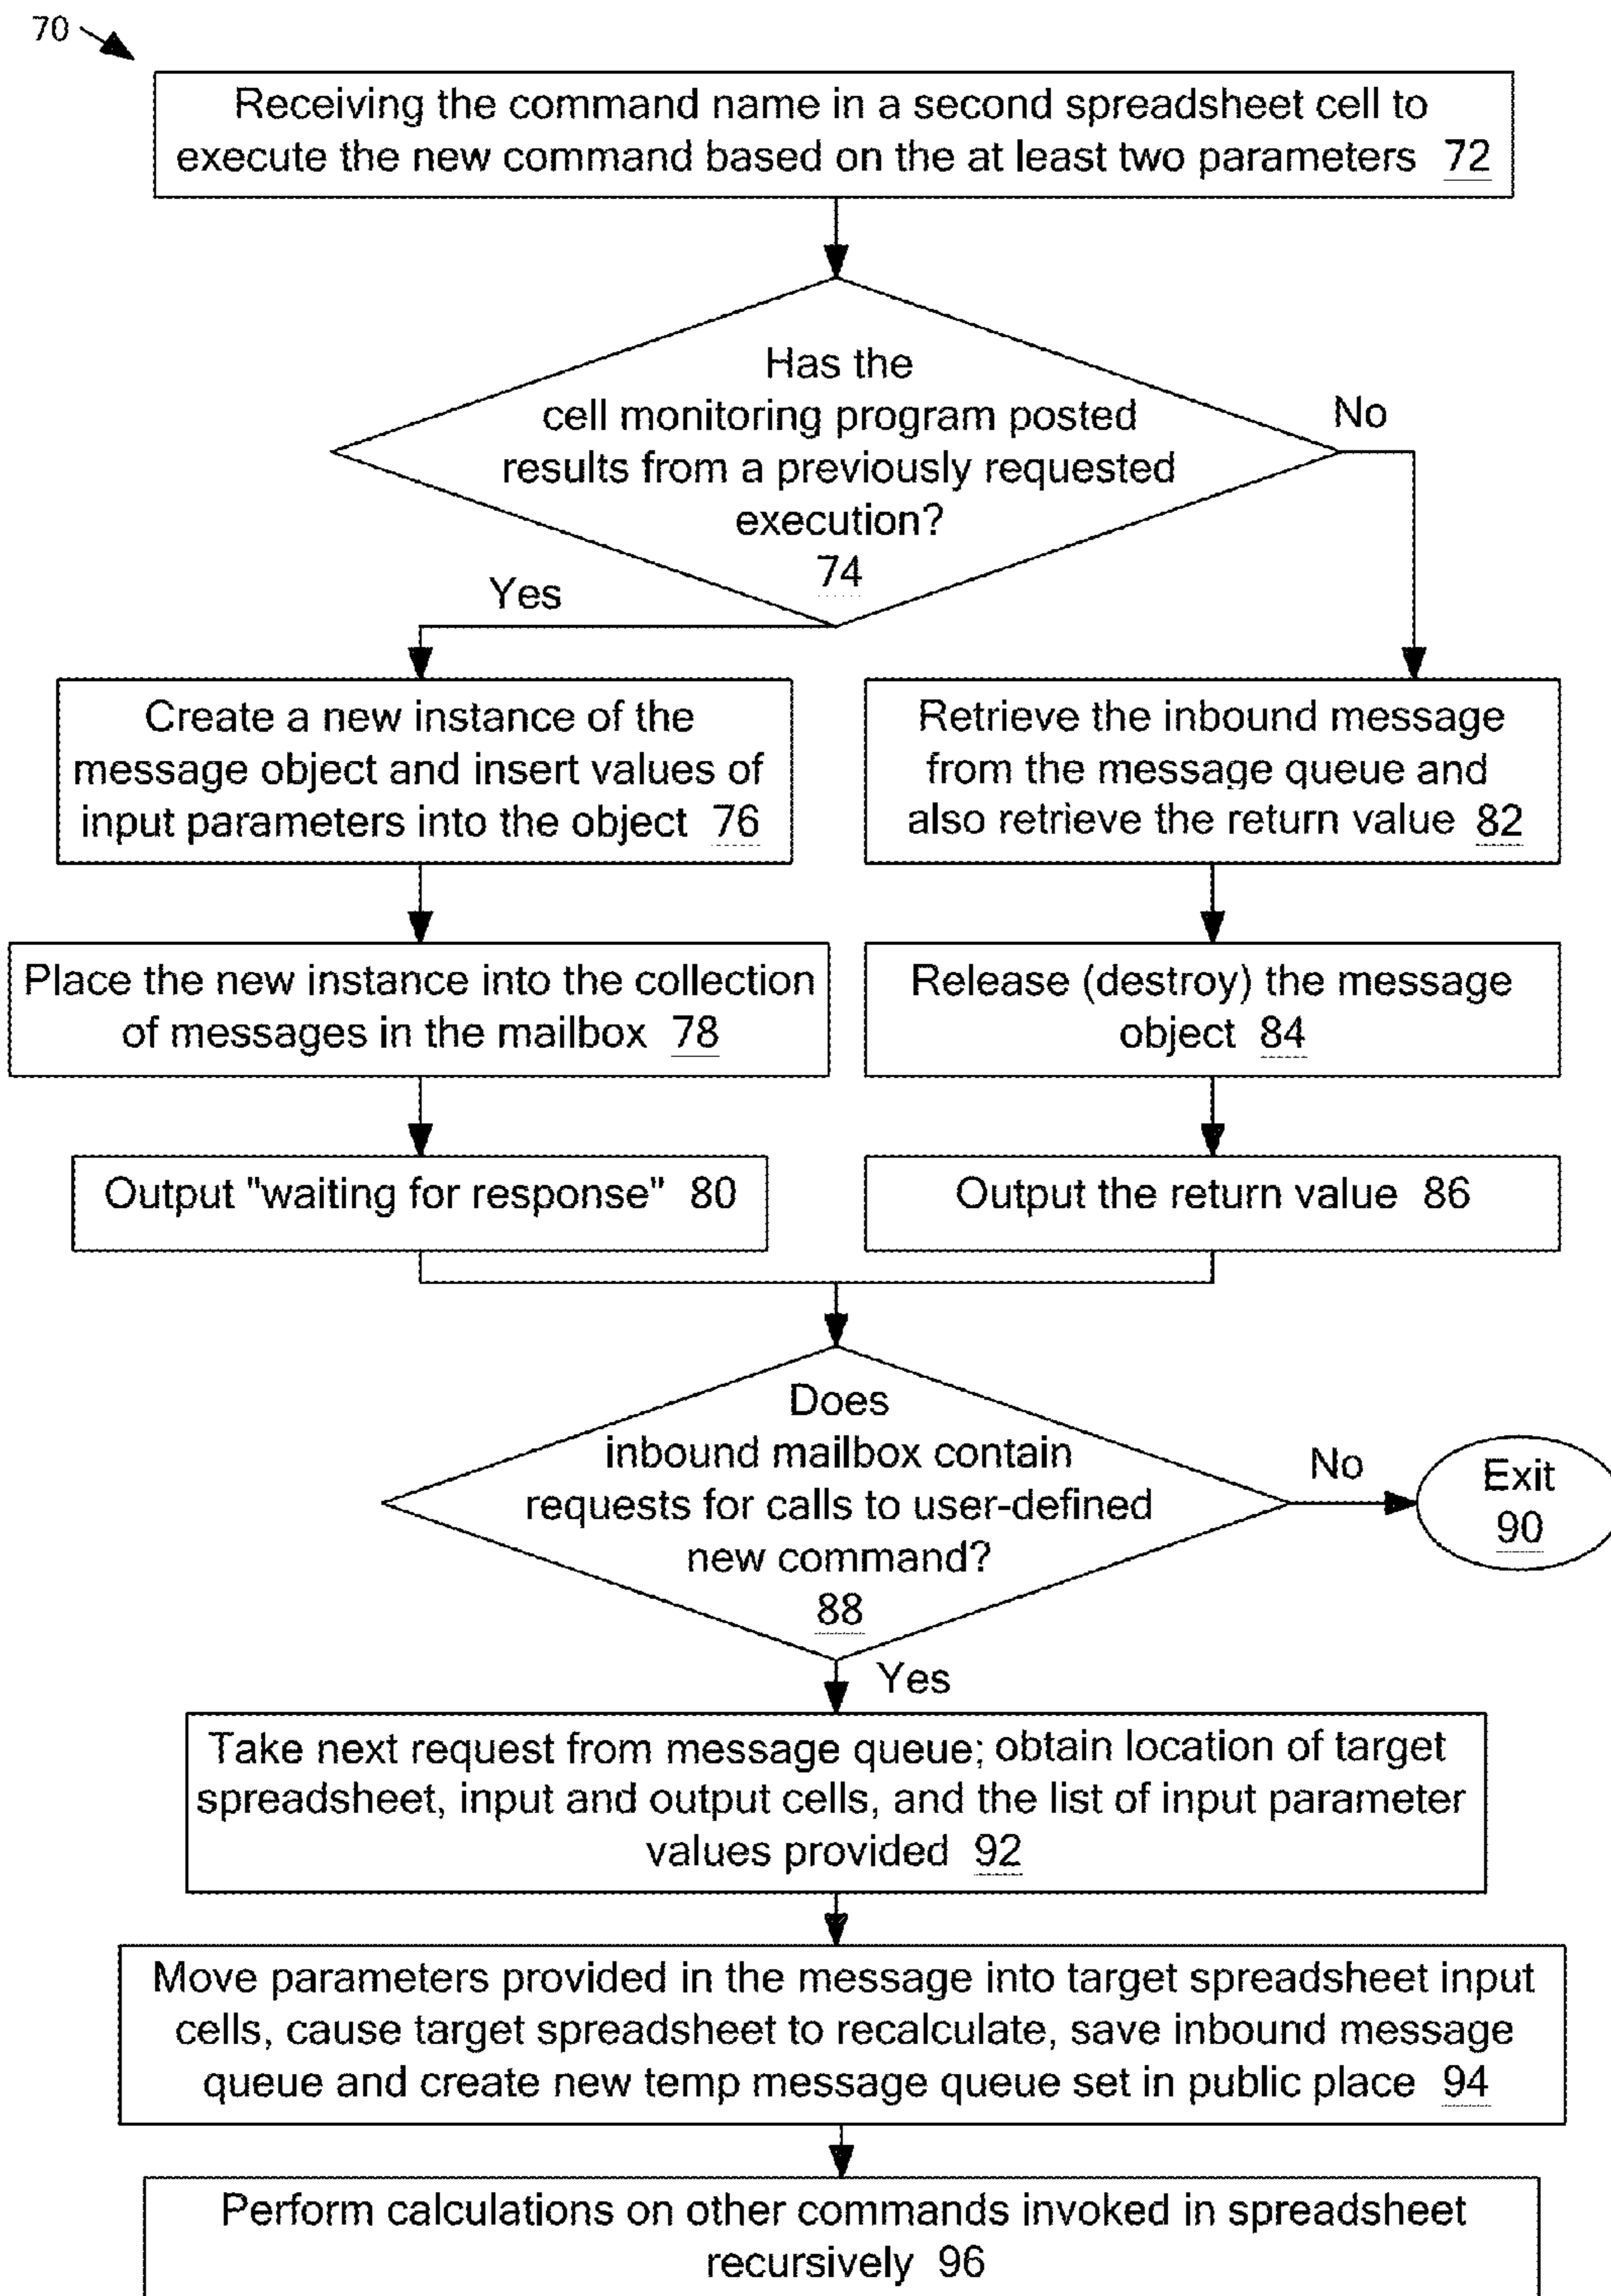 70
Receiving the command name in a second spreadsheet cell to
execute the new command based on the at least two parameters 72
Has the
cell monitoring program posted
results from a previously requested
execution?
74
No
Yes
Create a new instance of the
message object and insert values of
input parameters into the object 76
Retrieve the inbound message
from the message queue and
also retrieve the return value 82
Place the new instance into the collection
of messages in the mailbox 78
Release (destroy) the message
object 84
Output "waiting for response" 80
Output the return value 86
Does
inbound mailbox contain
requests for calls to user-defined
new command?
88
No
Exit
90
Yes
Take next request from message queue; obtain location of target
spreadsheet, input and output cells, and the list of input parameter
values provided 92
Move parameters provided in the message into target spreadsheet input
cells, cause target spreadsheet to recalculate, save inbound message
queue and create new temp message queue set in public place 94
Perform calculations on other commands invoked in spreadsheet
recursively 96